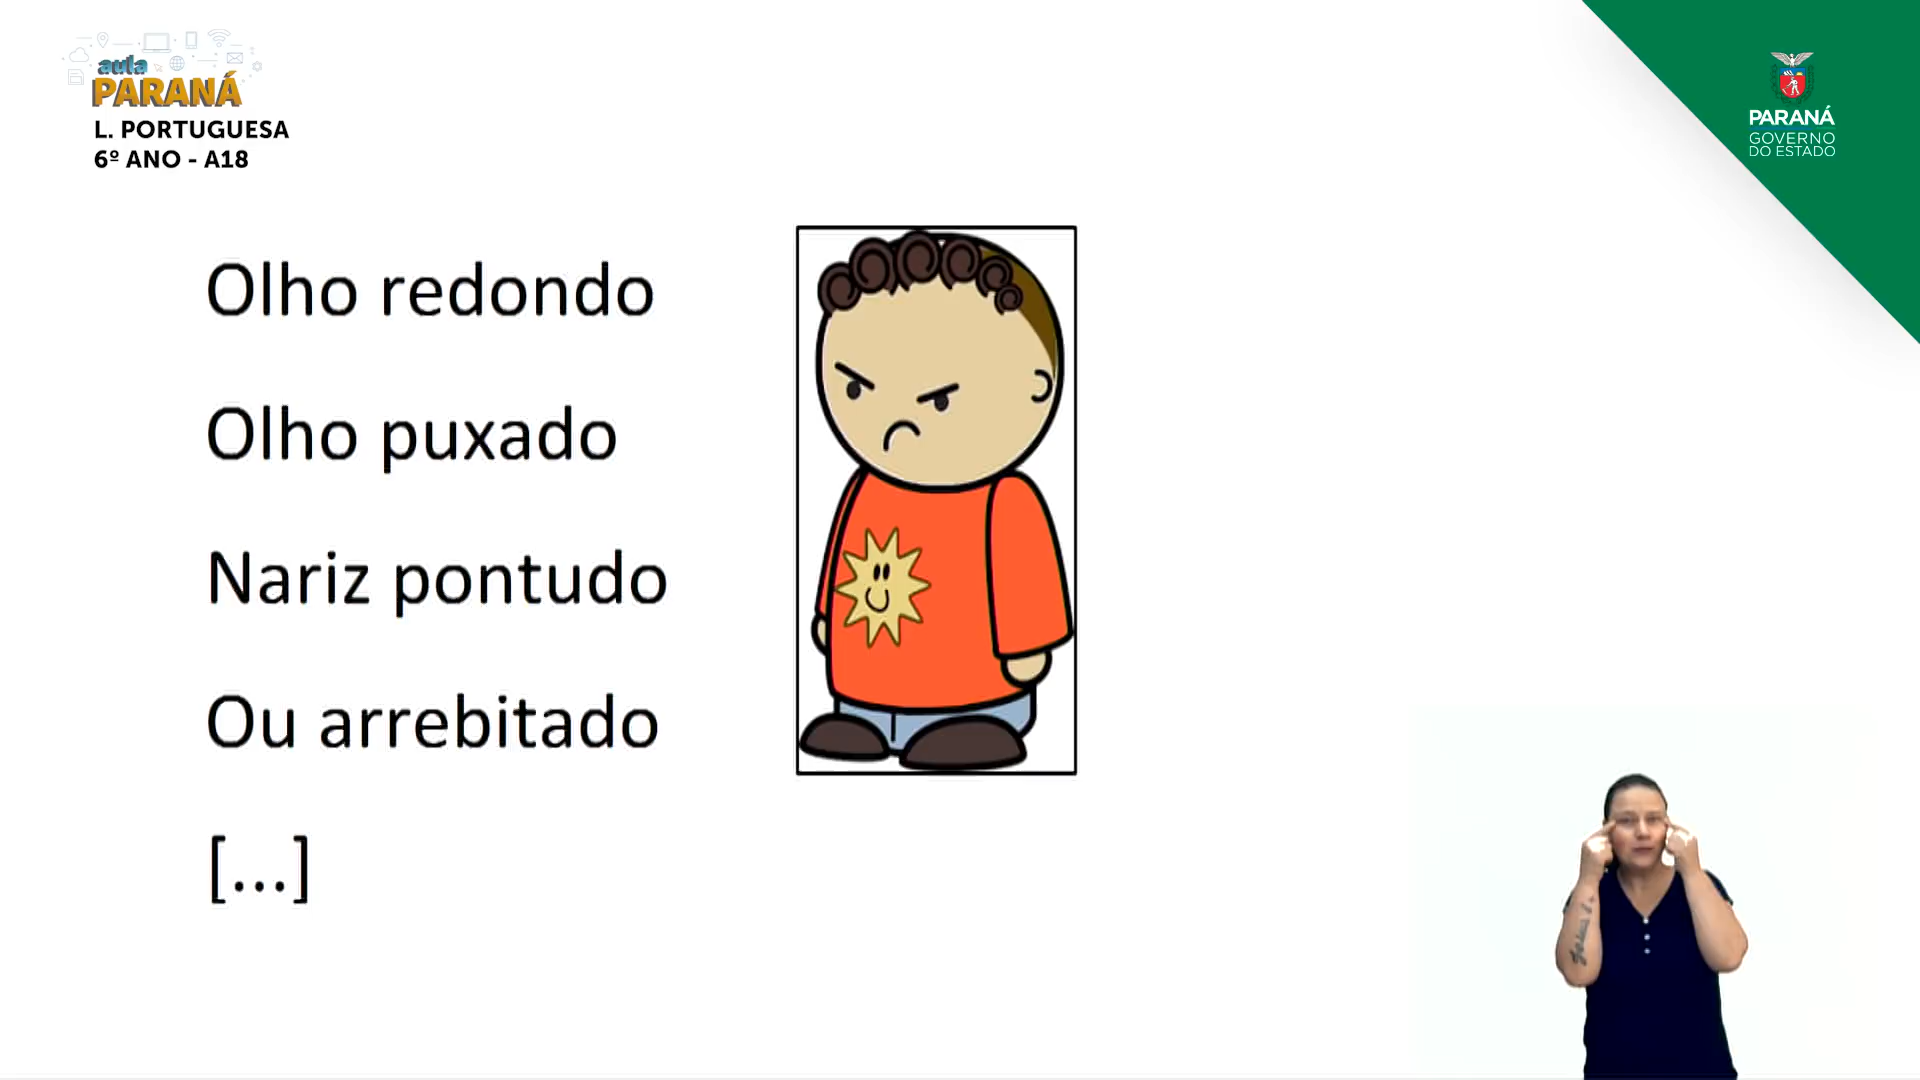 aula
PARANÁ
L. PORTUGUESA
6º ANO - A18
PARANÁ
GOVERNO
DO ESTADO
Olho redondo
Olho puxado
Nariz pontudo
Ou arrebitado
[...]